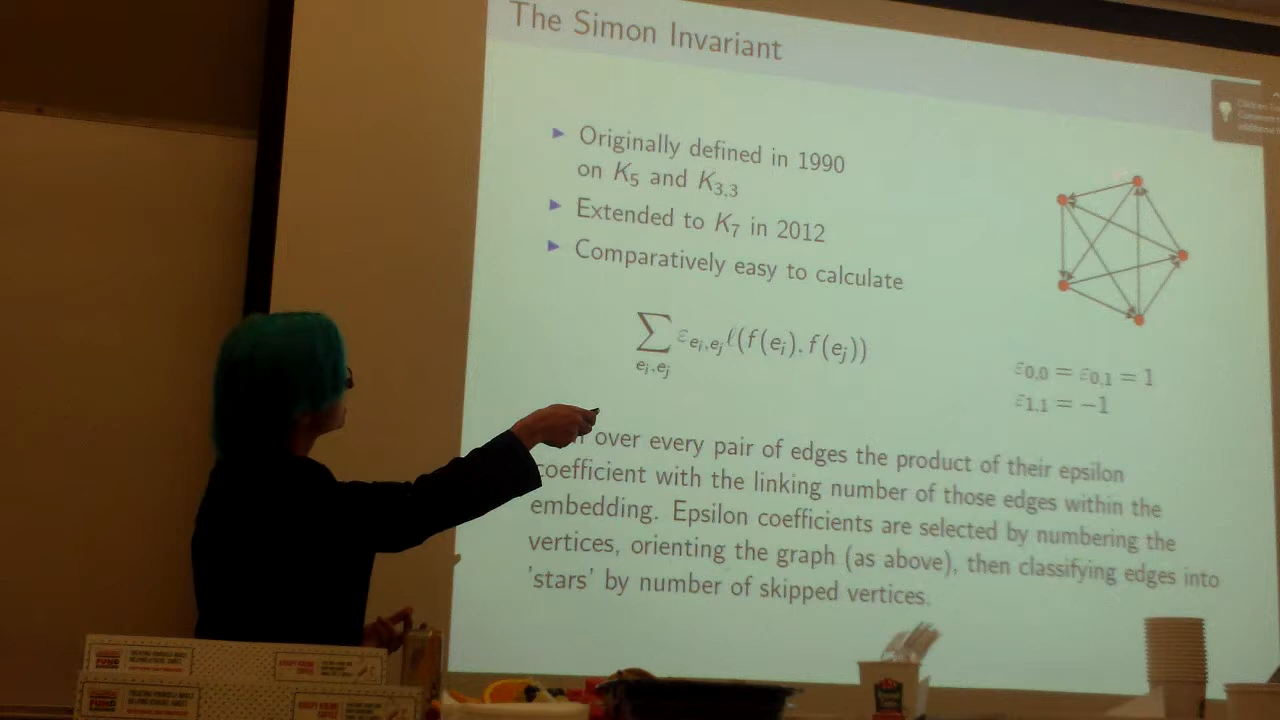 The Simon Invariant
▶ Originally defined in 1990
on K₅ and K₃,₃
▶ Extended to K₇ in 2012
▶ Comparatively easy to calculate
∑ εₑᵢ,ₑⱼ ℓ(f(eᵢ), f(eⱼ))
eᵢ,eⱼ
ε₀,₀ = ε₀,₁ = 1
ε₁,₁ = −1
over every pair of edges the product of their epsilon
coefficient with the linking number of those edges within the
embedding. Epsilon coefficients are selected by numbering the
vertices, orienting the graph (as above), then classifying edges into
'stars' by number of skipped vertices.
FUND
KRISPY KREME